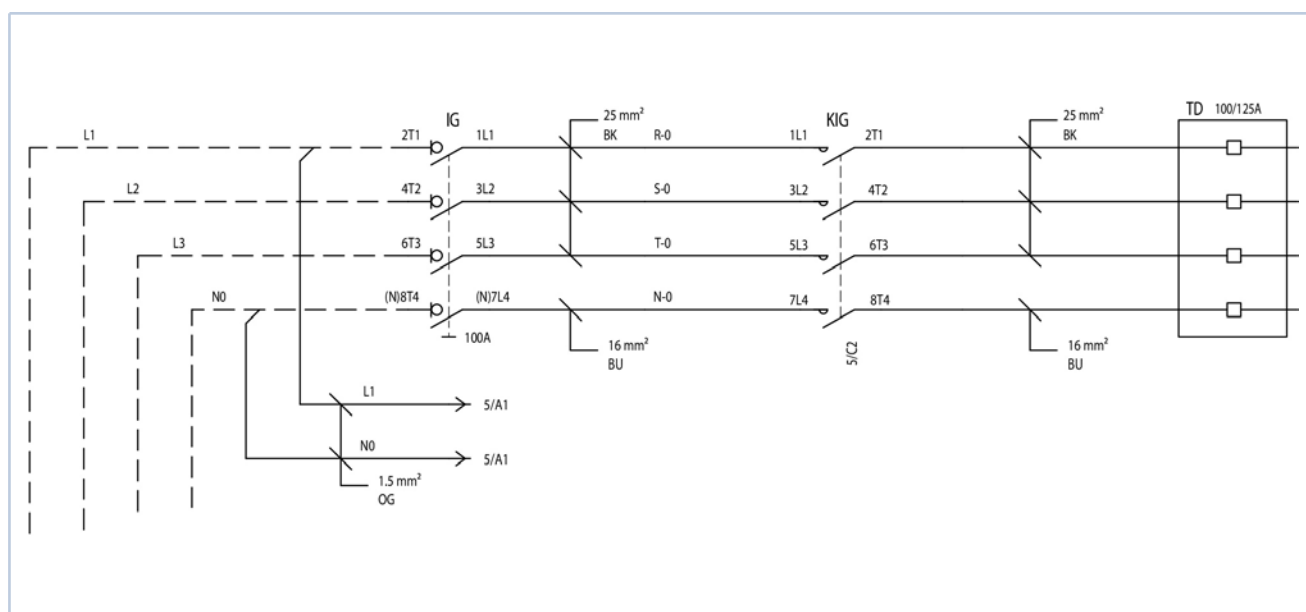 TD 100/125A
IG
25 mm²
KIG
25 mm²
L1
2T1
1L1
BK
R-0
1L1
2T1
BK
L2
4T2
3L2
S-0
3L2
4T2
L3
6T3
5L3
T-0
5L3
6T3
N0
(N)8T4
(N)7L4
N-0
7L4
8T4
100A
16 mm²
BU
5/C2
16 mm²
BU
L1
5/A1
N0
5/A1
1.5 mm²
OG